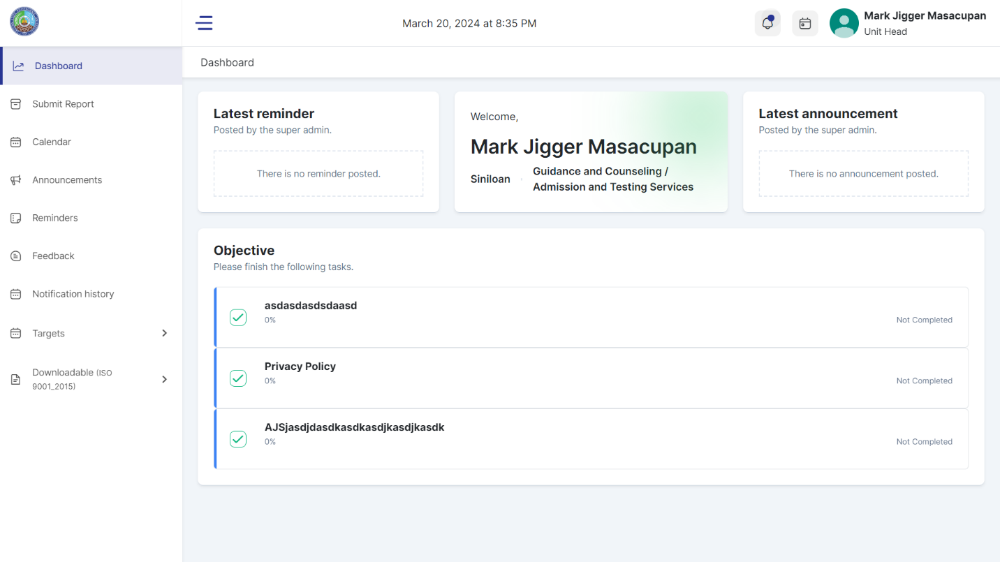 March 20, 2024 at 8:35 PM
Mark Jigger Masacupan
Unit Head
Dashboard
Submit Report
Calendar
Announcements
Reminders
Feedback
Notification history
Targets
Downloadable (ISO
9001_2015)
Dashboard
Latest reminder
Posted by the super admin.
There is no reminder posted.
Welcome,
Mark Jigger Masacupan
Siniloan
Guidance and Counseling /
Admission and Testing Services
Latest announcement
Posted by the super admin.
There is no announcement posted.
Objective
Please finish the following tasks.
asdasdasdsdaasd
0%
Not Completed
Privacy Policy
0%
Not Completed
AJSjasdjdasdkasdkasdjkasdjkasdk
0%
Not Completed